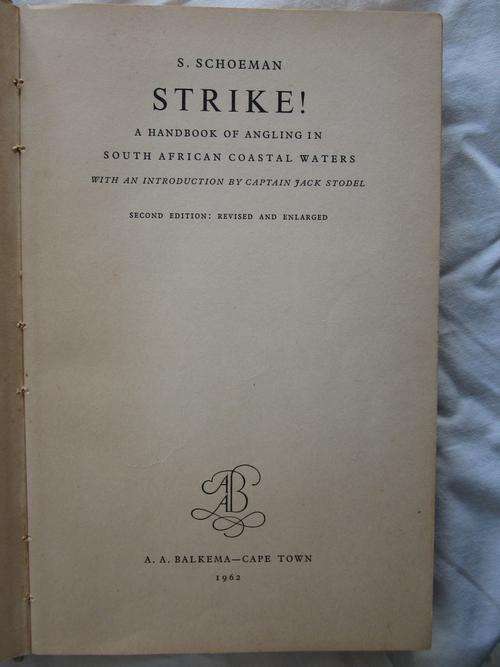 S. SCHOEMAN
STRIKE!
A HANDBOOK OF ANGLING IN
SOUTH AFRICAN COASTAL WATERS
WITH AN INTRODUCTION BY CAPTAIN JACK STODEL
SECOND EDITION: REVISED AND ENLARGED
AAB
A. A. BALKEMA—CAPE TOWN
1962